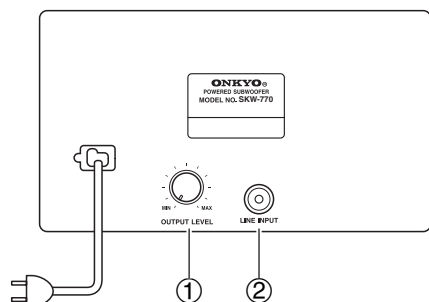 ONKYO®
POWERED SUBWOOFER
MODEL NO. SKW-770
MIN MAX
OUTPUT LEVEL
LINE INPUT
① ②